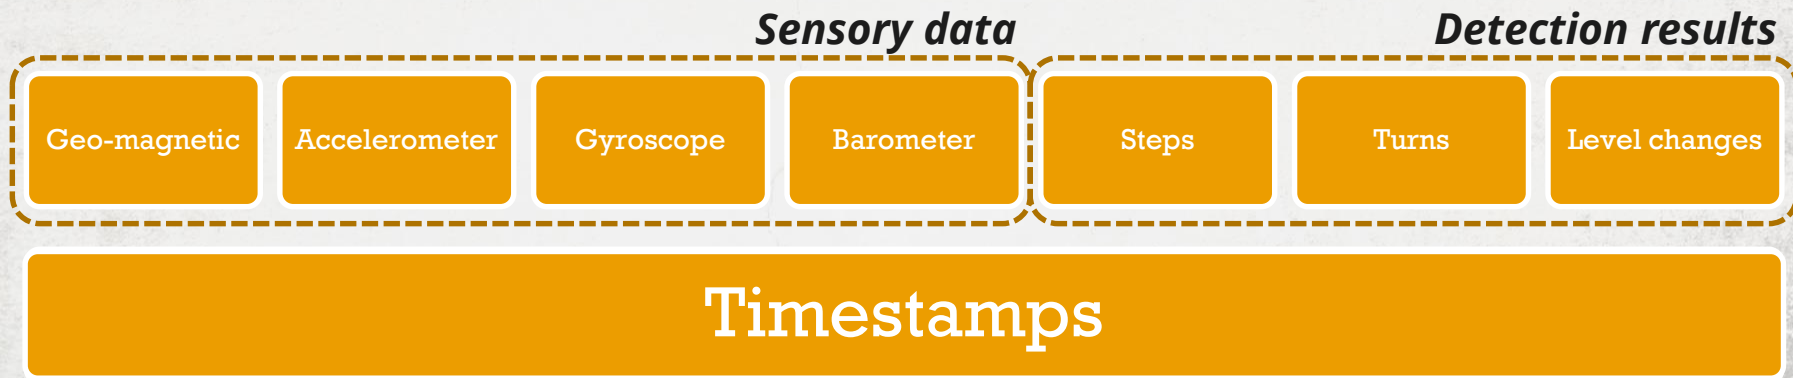 Sensory data
Detection results
Geo-magnetic
Accelerometer
Gyroscope
Barometer
Steps
Turns
Level changes
Timestamps